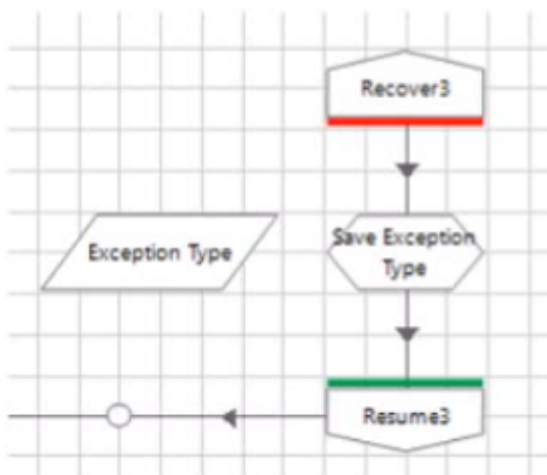 Recover3
Save Exception
Type
Exception Type
Resume3